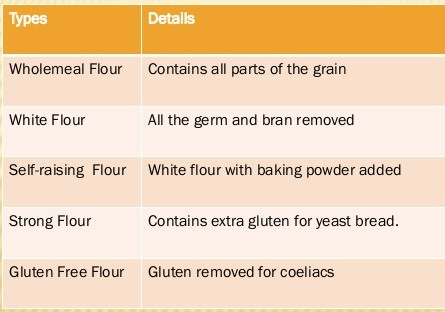 Types Details
Wholemeal Flour Contains all parts of the grain
White Flour All the germ and bran removed
Self-raising Flour White flour with baking powder added
Strong Flour Contains extra gluten for yeast bread.
Gluten Free Flour Gluten removed for coeliacs